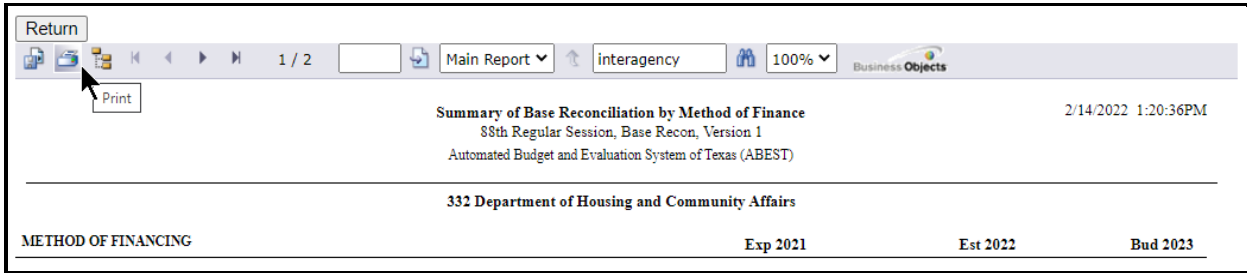 Return
1 / 2 Main Report interagency 100% Business Objects
Print
Summary of Base Reconciliation by Method of Finance 2/14/2022 1:20:36PM
88th Regular Session, Base Recon, Version 1
Automated Budget and Evaluation System of Texas (ABEST)
332 Department of Housing and Community Affairs
METHOD OF FINANCING Exp 2021 Est 2022 Bud 2023